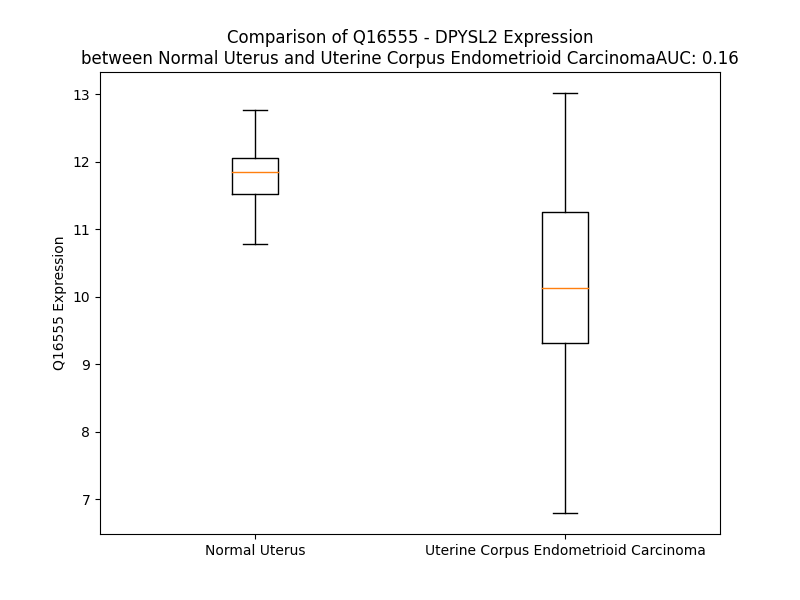 Comparison of Q16555 - DPYSL2 Expression
between Normal Uterus and Uterine Corpus Endometrioid CarcinomaAUC: 0.16
13
12
11
10
9
8
7
Q16555 Expression
Normal Uterus
Uterine Corpus Endometrioid Carcinoma